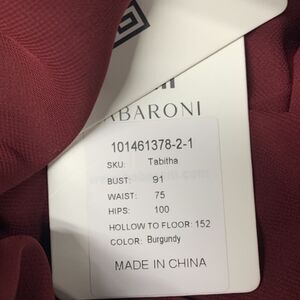 ABARONI
101461378-2-1
SKU: Tabitha
BUST: 91
WAIST: 75
HIPS: 100
HOLLOW TO FLOOR: 152
COLOR: Burgundy
MADE IN CHINA